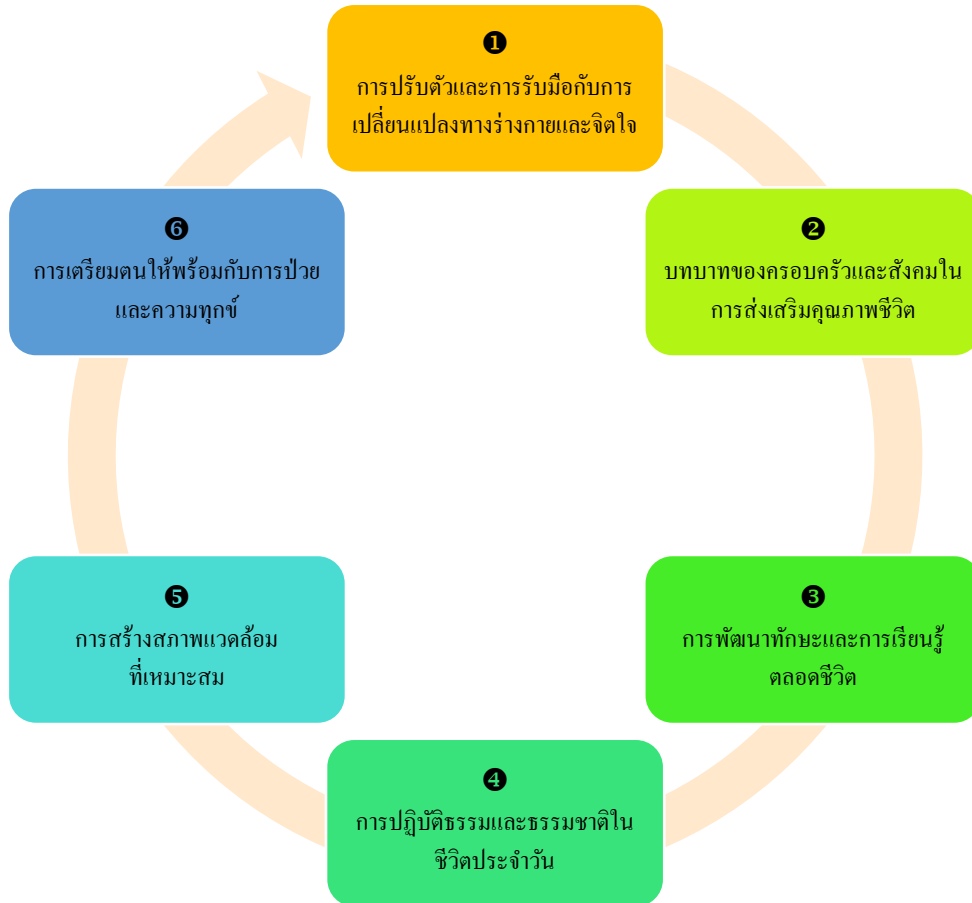 ❶
การปรับตัวและการรับมือกับการ
เปลี่ยนแปลงทางร่างกายและจิตใจ
❷
บทบาทของครอบครัวและสังคมใน
การส่งเสริมคุณภาพชีวิต
❸
การพัฒนาทักษะและการเรียนรู้
ตลอดชีวิต
❹
การปฏิบัติธรรมและธรรมชาติใน
ชีวิตประจำวัน
❺
การสร้างสภาพแวดล้อม
ที่เหมาะสม
❻
การเตรียมตนให้พร้อมกับการป่วย
และความทุกข์